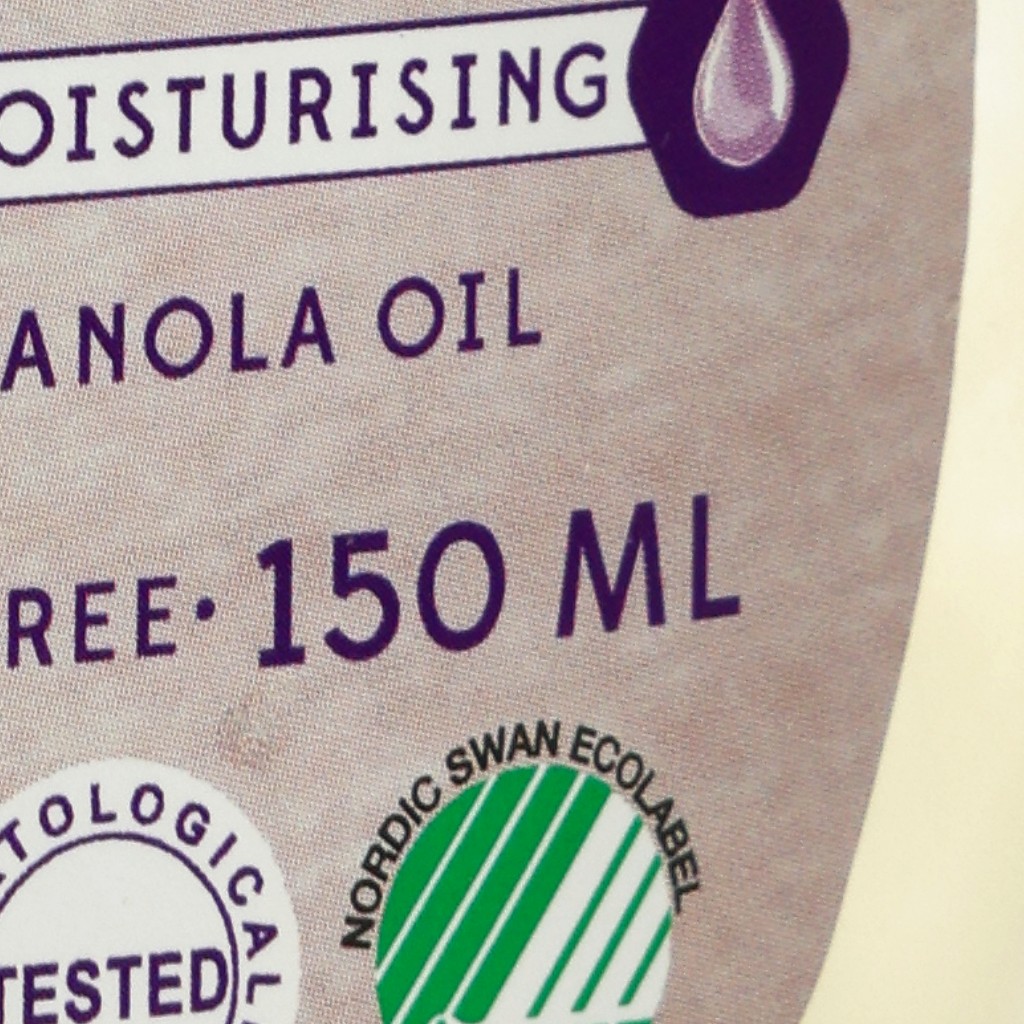 OISTURISING
ANOLA OIL
REE• 150 ML
NORDIC SWAN ECOLABEL
TOLOGICAL
TESTED